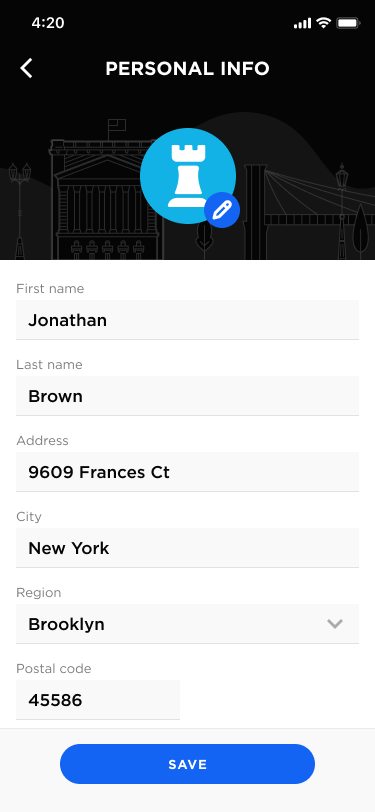 4:20
PERSONAL INFO
First name
Jonathan
Last name
Brown
Address
9609 Frances Ct
City
New York
Region
Brooklyn
Postal code
45586
SAVE